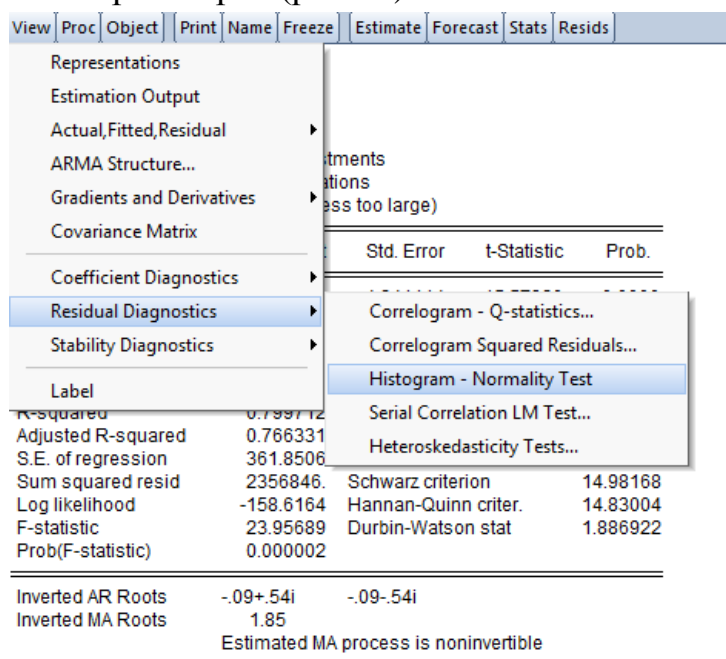 View Proc Object Print Name Freeze Estimate Forecast Stats Resids
Representations
Estimation Output
Actual,Fitted,Residual
ARMA Structure...
Gradients and Derivatives
Covariance Matrix
Coefficient Diagnostics
Residual Diagnostics
Stability Diagnostics
Label
Correlogram - Q-statistics...
Correlogram Squared Residuals...
Histogram - Normality Test
Serial Correlation LM Test...
Heteroskedasticity Tests...
tments
ations
ess too large)
Std. Error t-Statistic Prob.
R-squared 0.799712
Adjusted R-squared 0.766331
S.E. of regression 361.8506
Sum squared resid 2356846. Schwarz criterion 14.98168
Log likelihood -158.6164 Hannan-Quinn criter. 14.83004
F-statistic 23.95689 Durbin-Watson stat 1.886922
Prob(F-statistic) 0.000002
Inverted AR Roots -.09+.54i -.09-.54i
Inverted MA Roots 1.85
Estimated MA process is noninvertible